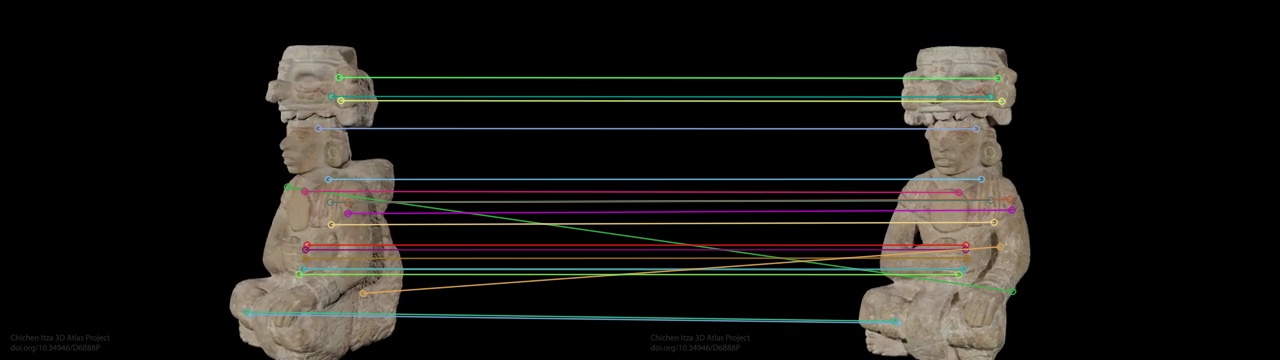 Chichen Itza 3D Atlas Project
doi.org/10.34946/D6B88P
Chichen Itza 3D Atlas Project
doi.org/10.34946/D6B88P